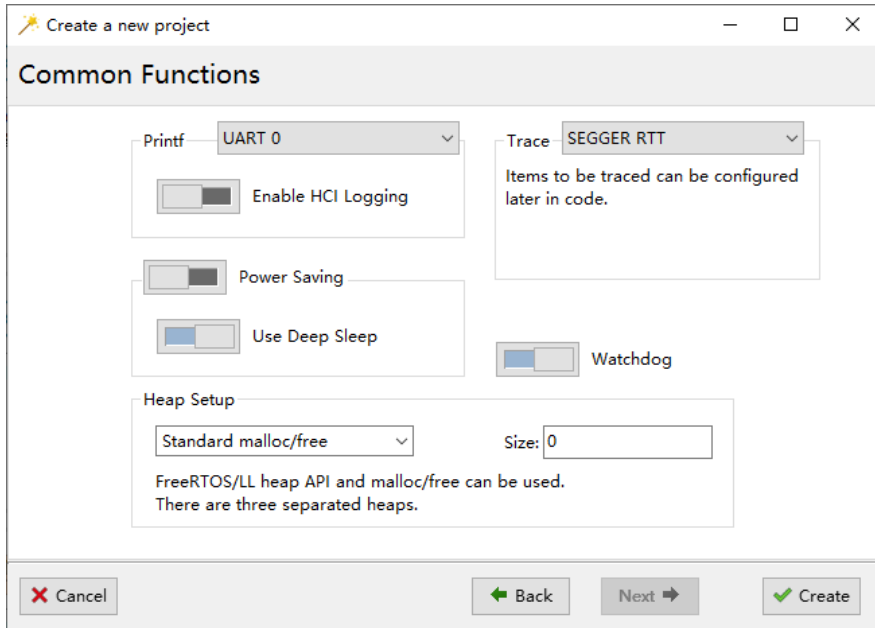 Create a new project
Common Functions
Printf
UART 0
Enable HCI Logging
Trace
SEGGER RTT
Items to be traced can be configured
later in code.
Power Saving
Use Deep Sleep
Watchdog
Heap Setup
Standard malloc/free
Size: 0
FreeRTOS/LL heap API and malloc/free can be used.
There are three separated heaps.
Cancel
Back
Next
Create